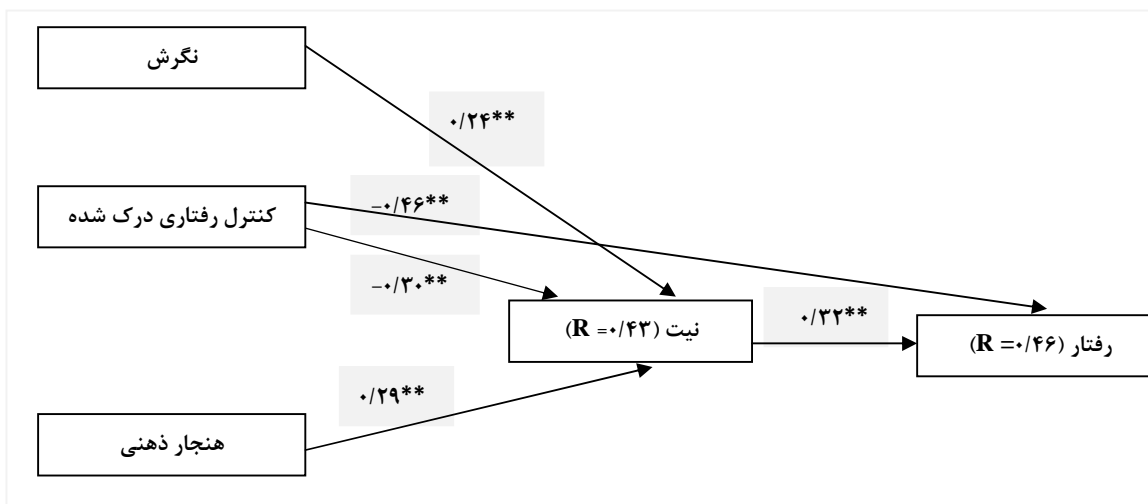 نگرش
۰/۲۴**
کنترل رفتاری درک شده
-۰/۴۶**
-۰/۳۰**
نیت (R =۰/۴۳)
۰/۳۲**
رفتار (R =۰/۴۶)
۰/۲۹**
هنجار ذهنی